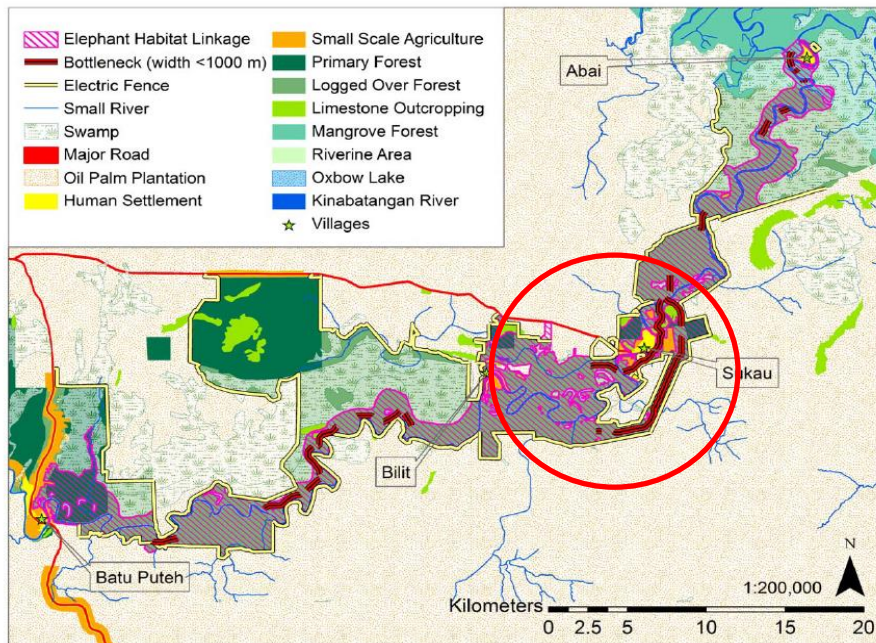 Elephant Habitat Linkage
Bottleneck (width <1000 m)
Electric Fence
Small River
Swamp
Major Road
Oil Palm Plantation
Human Settlement
Small Scale Agriculture
Primary Forest
Logged Over Forest
Limestone Outcropping
Mangrove Forest
Riverine Area
Oxbow Lake
Kinabatangan River
Villages
Abai
Sukau
Bilit
Batu Puteh
N
1:200,000
Kilometers
0 2.5 5 10 15 20